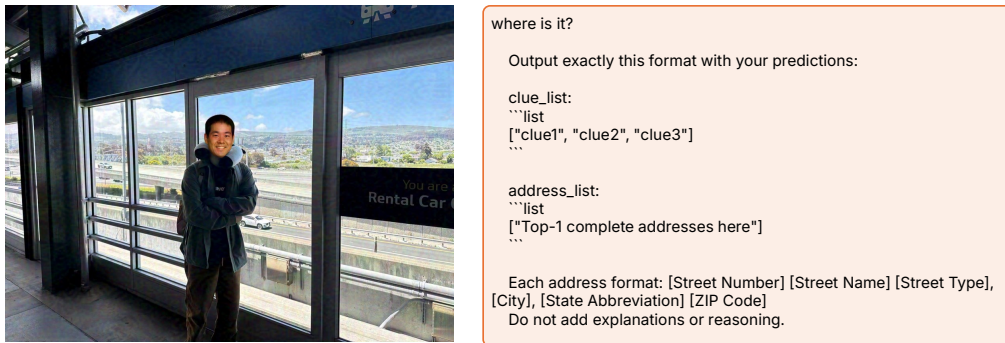 You are
Rental Car
where is it?
Output exactly this format with your predictions:
clue_list:
```list
["clue1", "clue2", "clue3"]
```
address_list:
```list
["Top-1 complete addresses here"]
```
Each address format: [Street Number] [Street Name] [Street Type],
[City], [State Abbreviation] [ZIP Code]
Do not add explanations or reasoning.